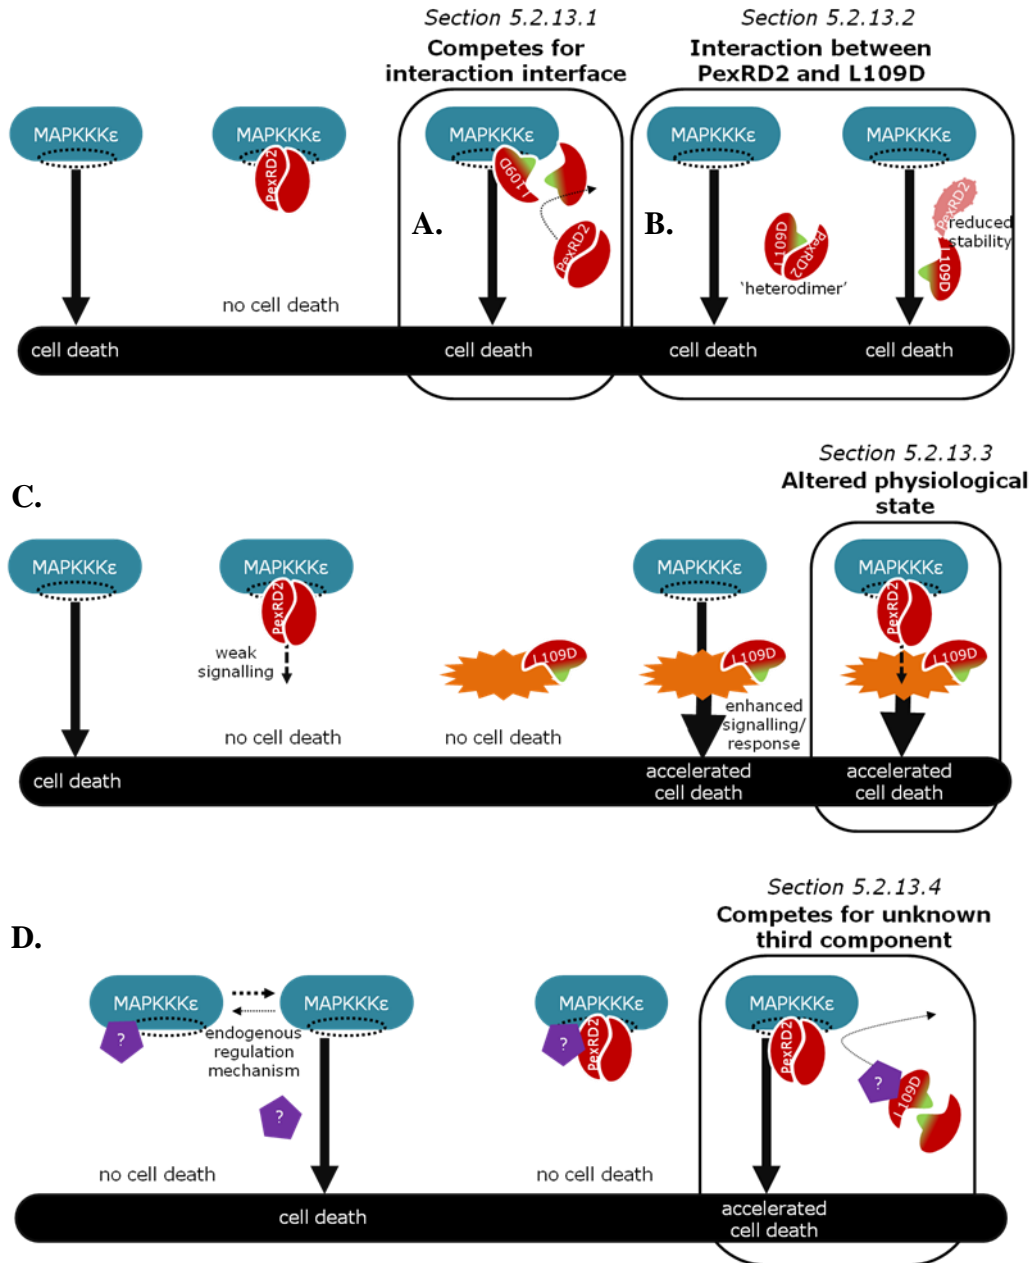 Section 5.2.13.1
Competes for
interaction interface
Section 5.2.13.2
Interaction between
PexRD2 and L109D
MAPKKKε
MAPKKKε
PexRD2
no cell death
MAPKKKε
L109D
PexRD2
A.
MAPKKKε
B.
L109D
PexRD2
'heterodimer'
MAPKKKε
PexRD2
reduced
stability
L109D
cell death
cell death
cell death
cell death
Section 5.2.13.3
Altered physiological
state
C.
MAPKKKε
MAPKKKε
PexRD2
weak
signalling
no cell death
L109D
no cell death
MAPKKKε
L109D
enhanced
signalling/
response
MAPKKKε
PexRD2
L109D
cell death
accelerated
cell death
accelerated
cell death
Section 5.2.13.4
Competes for unknown
third component
D.
MAPKKKε
?
endogenous
regulation
mechanism
MAPKKKε
?
no cell death
MAPKKKε
?
PexRD2
no cell death
MAPKKKε
PexRD2
?
L109D
cell death
accelerated
cell death